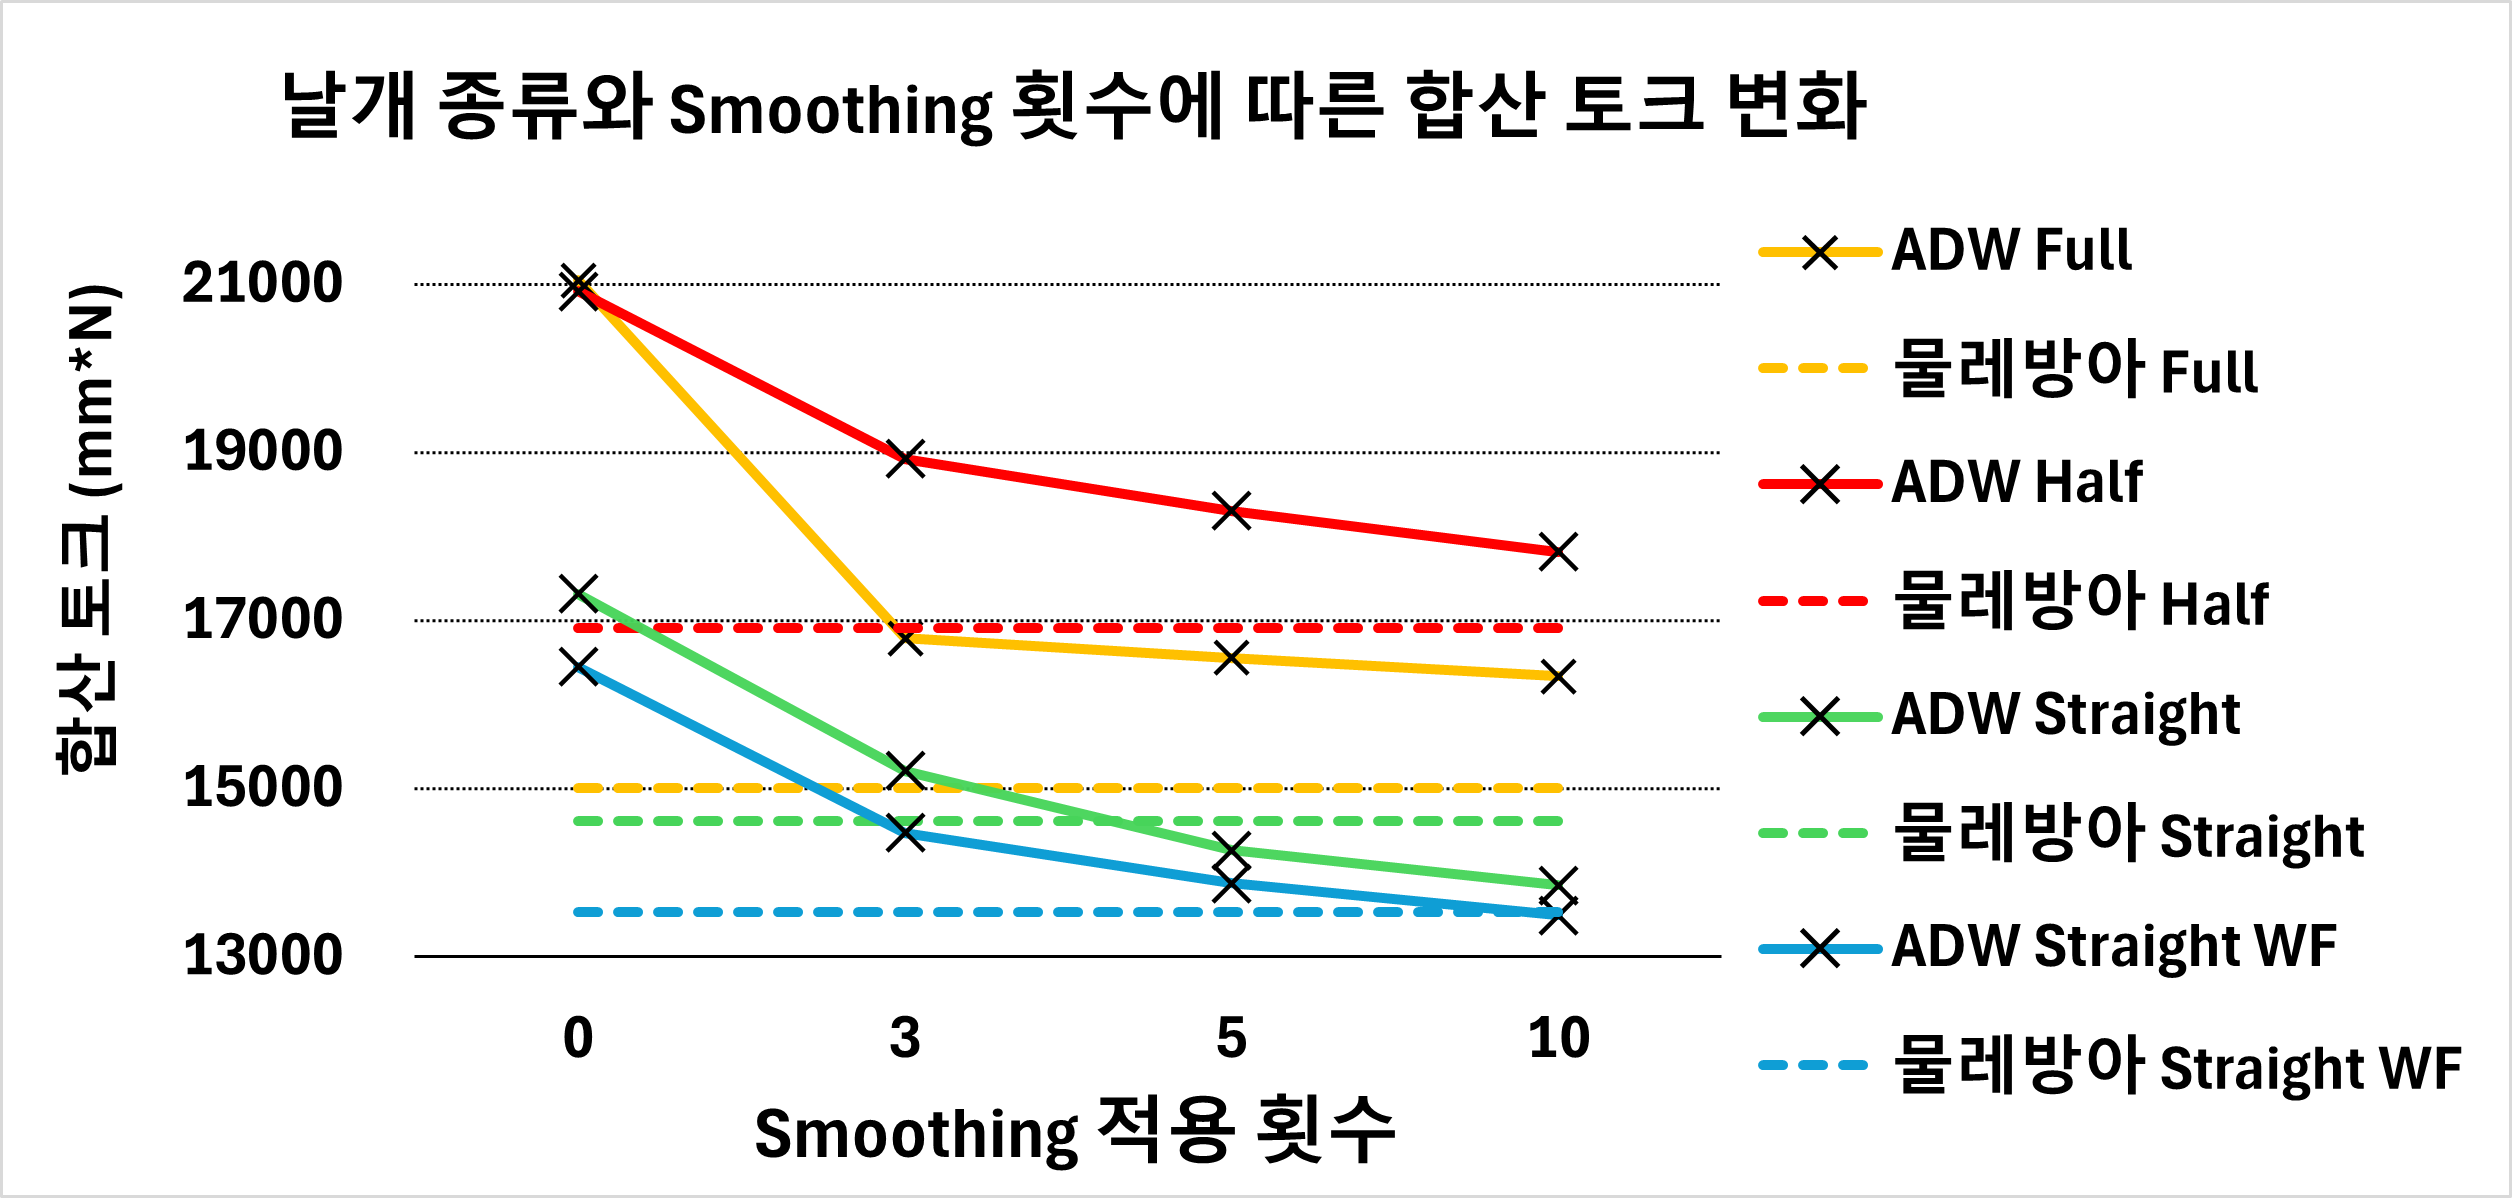 날개 종류와 Smoothing 횟수에 따른 합산 토크 변화
합산 토크 (mm*N)
21000
19000
17000
15000
13000
0 3 5 10
Smoothing 적용 횟수
ADW Full
물레방아 Full
ADW Half
물레방아 Half
ADW Straight
물레방아 Straight
ADW Straight WF
물레방아 Straight WF